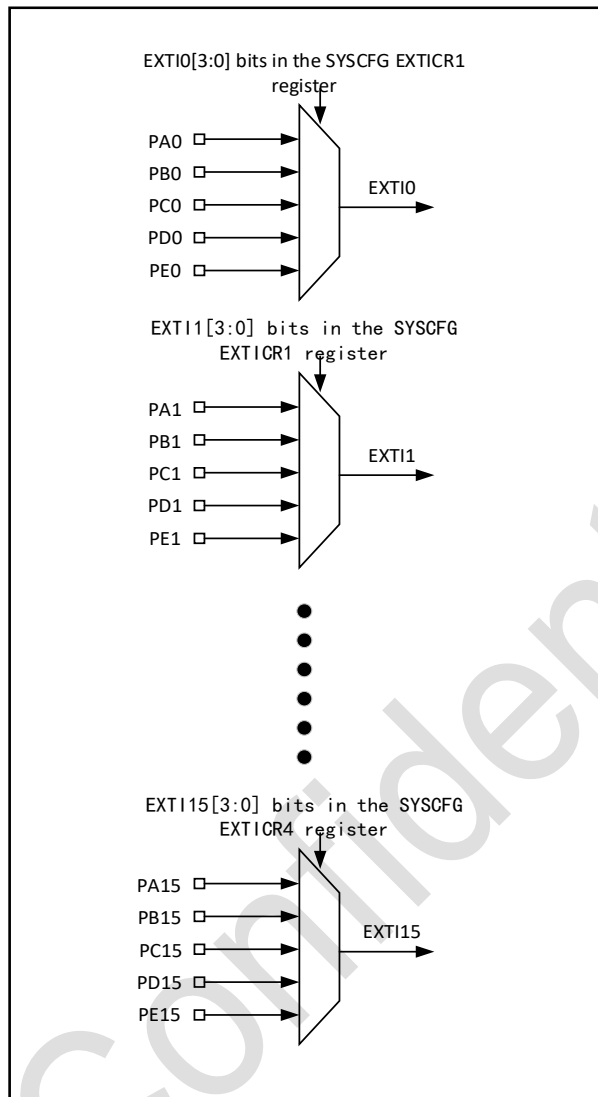 EXTI0[3:0] bits in the SYSCFG EXTICR1
register
PA0
PB0
PC0
PD0
PE0
EXTI0
EXTI1[3:0] bits in the SYSCFG
EXTICR1 register
PA1
PB1
PC1
PD1
PE1
EXTI1
EXTI15[3:0] bits in the SYSCFG
EXTICR4 register
PA15
PB15
PC15
PD15
PE15
EXTI15
Confiden